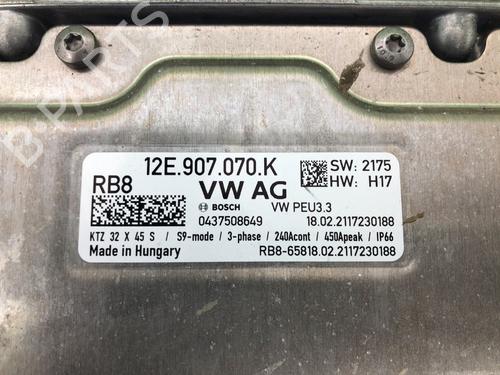 12E.907.070.K
SW: 2175
RB8
VW AG
HW: H17
BOSCH
VW PEU3.3
0437508649
18.02.2117230188
KTZ 32 X 45 S / S9-mode / 3-phase / 240Acont / 450Apeak / IP66
Made in Hungary
RB8-65818.02.2117230188
B-PARTS